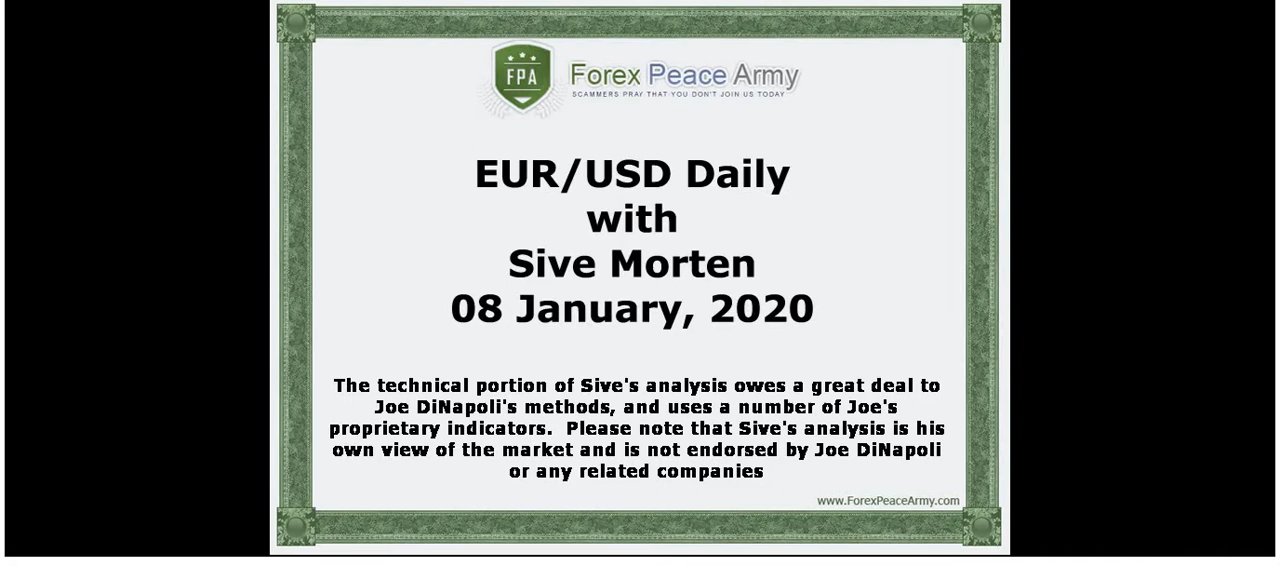 FPA
Forex Peace Army
SCAMMERS PRAY THAT YOU DON'T JOIN US TODAY
EUR/USD Daily
with
Sive Morten
08 January, 2020
The technical portion of Sive's analysis owes a great deal to
Joe DiNapoli's methods, and uses a number of Joe's
proprietary indicators.  Please note that Sive's analysis is his
own view of the market and is not endorsed by Joe DiNapoli
or any related companies
www.ForexPeaceArmy.com